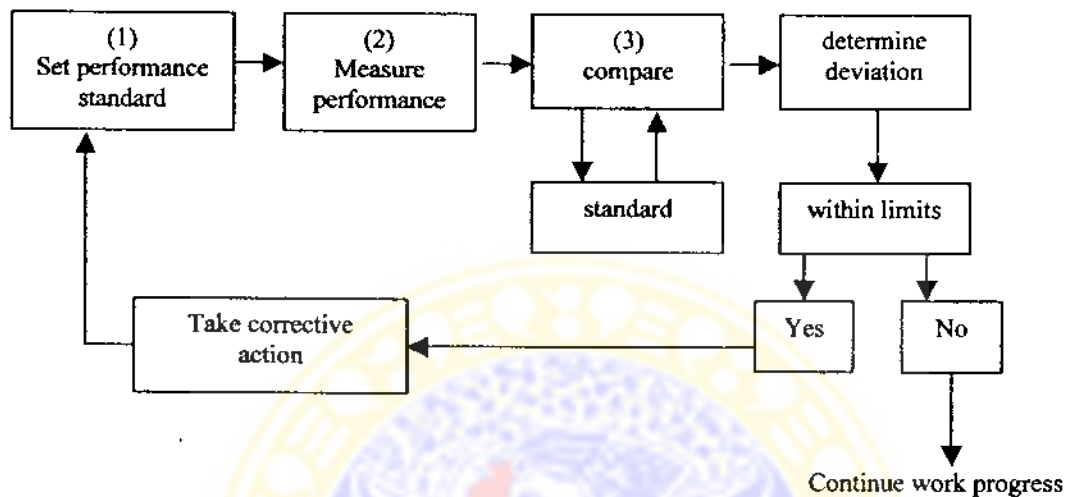 (1)
Set performance
standard
(2)
Measure
performance
(3)
compare
determine
deviation
standard
within limits
Yes
No
Take corrective
action
Continue work progress